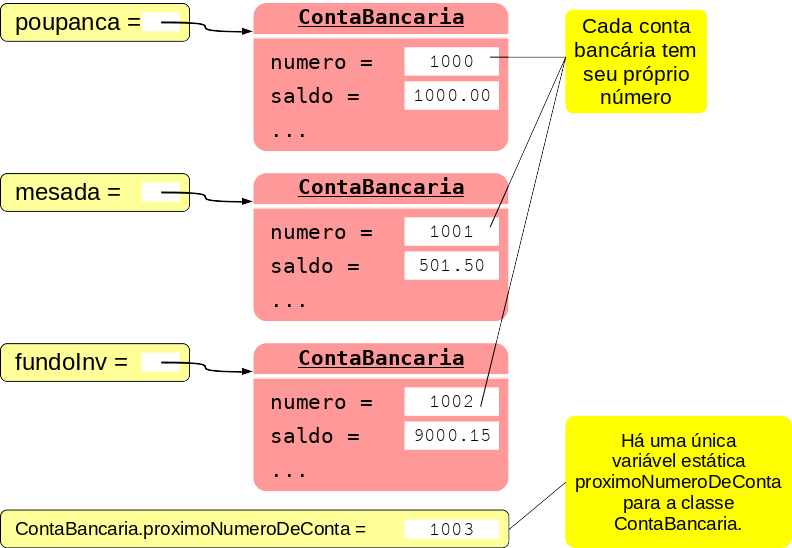 poupanca =
ContaBancaria
numero = 1000
saldo = 1000.00
...
Cada conta
bancária tem
seu próprio
número
mesada =
ContaBancaria
numero = 1001
saldo = 501.50
...
fundoInv =
ContaBancaria
numero = 1002
saldo = 9000.15
...
Há uma única
variável estática
proximoNumeroDeConta
para a classe
ContaBancaria.
ContaBancaria.proximoNumeroDeConta = 1003